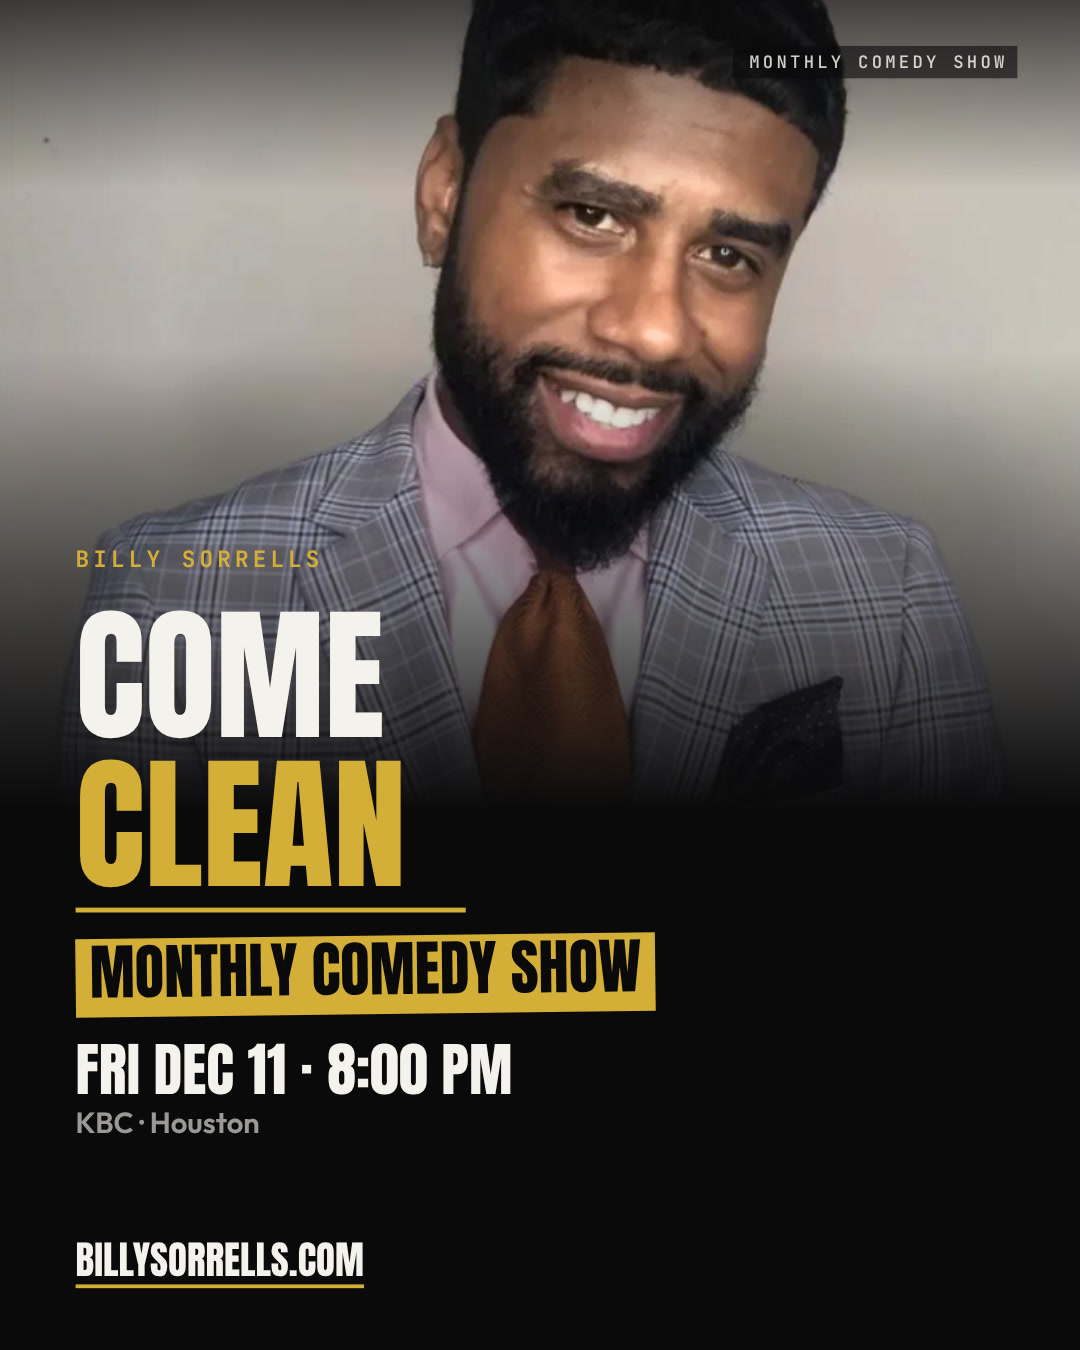 MONTHLY COMEDY SHOW
BILLY SORRELLS
COME
CLEAN
MONTHLY COMEDY SHOW
FRI DEC 11 · 8:00 PM
KBC · Houston
BILLYSORRELLS.COM